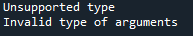 Unsupported type
Invalid type of arguments